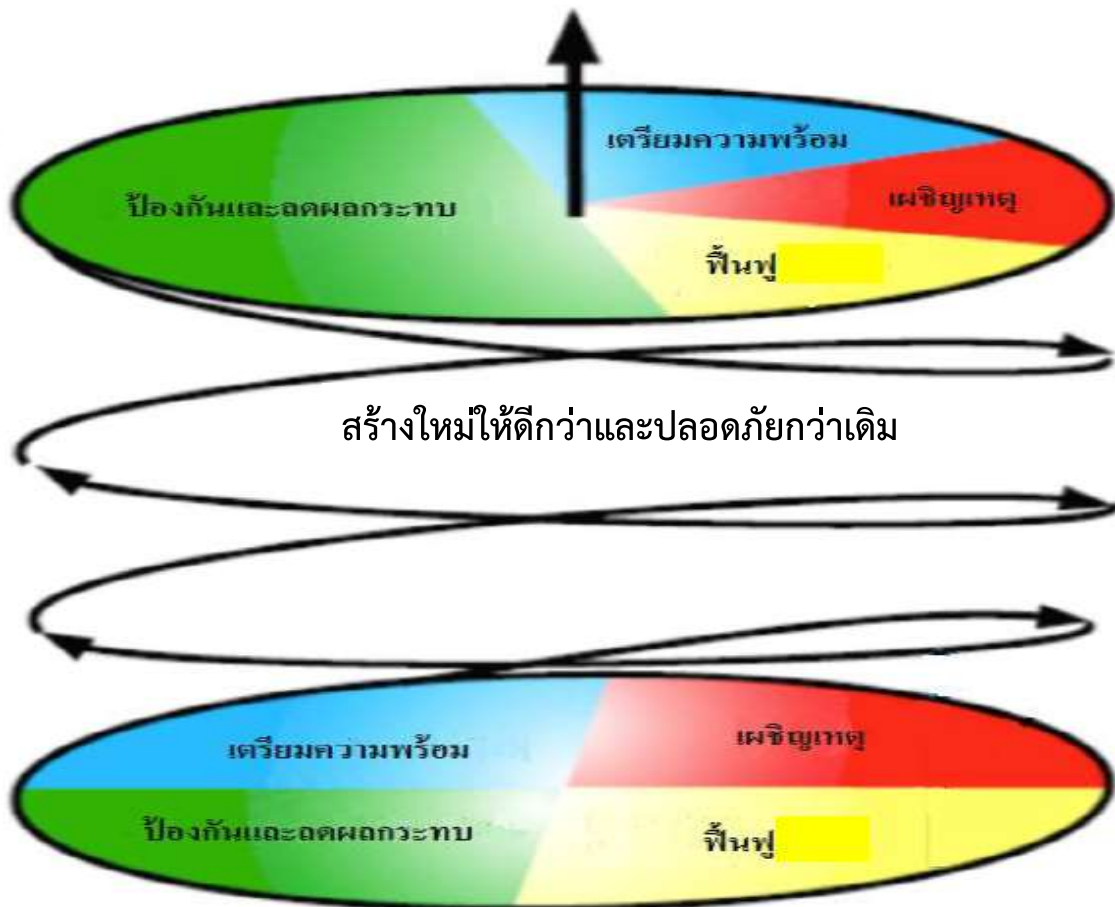 เตรียมความพร้อม
ป้องกันและลดผลกระทบ
เผชิญเหตุ
ฟื้นฟู
สร้างใหม่ให้ดีกว่าและปลอดภัยกว่าเดิม
เตรียมความพร้อม
เผชิญเหตุ
ป้องกันและลดผลกระทบ
ฟื้นฟู